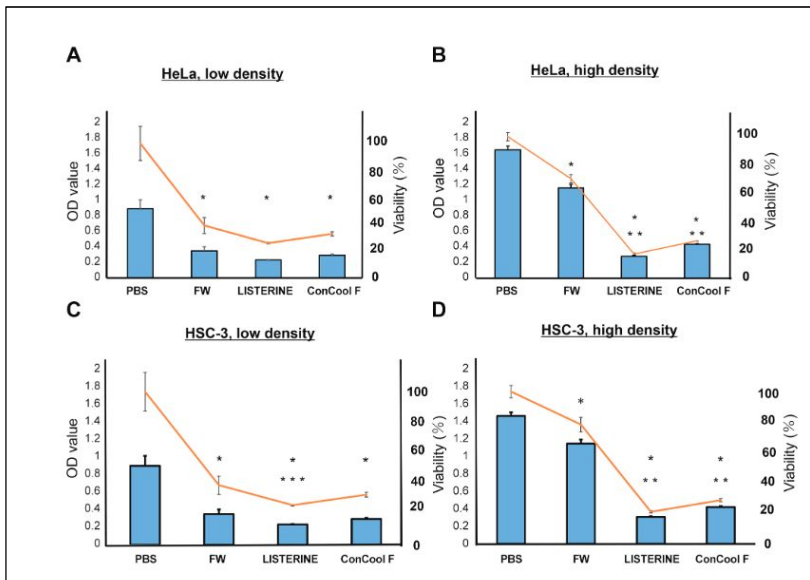 A
HeLa, low density
OD value
2
1.8
1.6
1.4
1.2
1
0.8
0.6
0.4
0.2
0
100
80
60
40
20
0
Viability (%)
*
*
*
PBS
FW
LISTERINE
ConCool F
B
HeLa, high density
OD value
2
1.8
1.6
1.4
1.2
1
0.8
0.6
0.4
0.2
0
100
80
60
40
20
0
Viability (%)
*
*
**
*
**
PBS
FW
LISTERINE
ConCool F
C
HSC-3, low density
OD value
2
1.8
1.6
1.4
1.2
1
0.8
0.6
0.4
0.2
0
100
80
60
40
20
0
Viability (%)
*
*
***
*
PBS
FW
LISTERINE
ConCool F
D
HSC-3, high density
OD value
2
1.8
1.6
1.4
1.2
1
0.8
0.6
0.4
0.2
0
100
80
60
40
20
0
Viability (%)
*
*
**
*
**
PBS
FW
LISTERINE
ConCool F